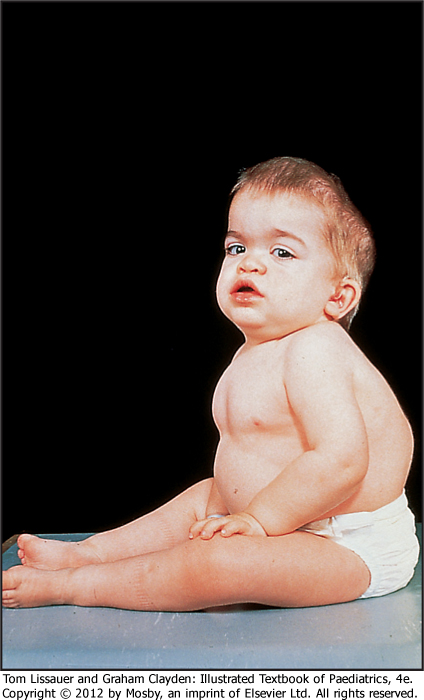 Tom Lissauer and Graham Clayden: Illustrated Textbook of Paediatrics, 4e.
Copyright © 2012 by Mosby, an imprint of Elsevier Ltd. All rights reserved.